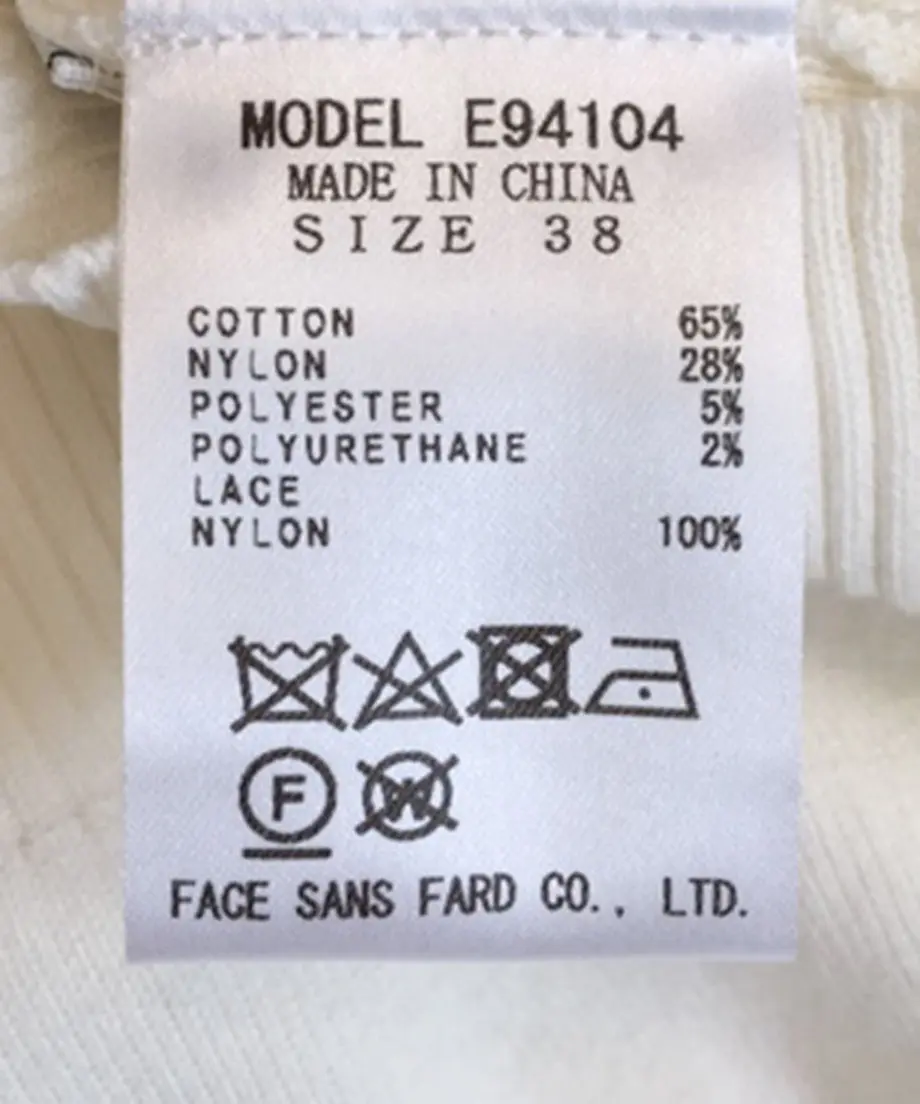 MODEL E94104
MADE IN CHINA
SIZE 38
COTTON 65%
NYLON 28%
POLYESTER 5%
POLYURETHANE 2%
LACE
NYLON 100%
F W
FACE SANS FARD CO., LTD.